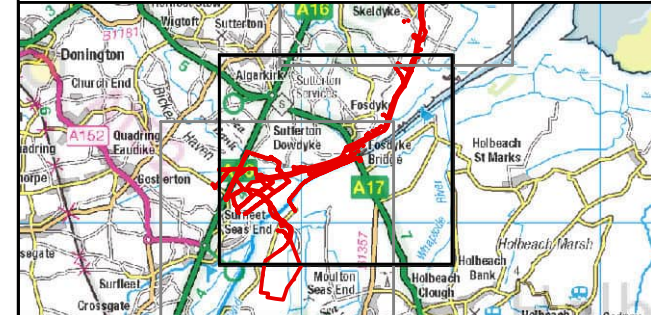 A16
Skeldyke
Wigtoft
Sutterton
B1181
Donington
Algarkirk
Sutterton
Services
Church End
Fosdyke
A152
Quadring
Eaudike
Sutterton
Dowdyke
Fosdyke
Bridge
Holbeach
St Marks
Gosberton
A17
Surfleet
Seas End
River
Whaplode
Holbeach Marsh
B1357
Surfleet
Moulton
Seas End
Holbeach
Bank
Holbeach
Clough
Crossgate